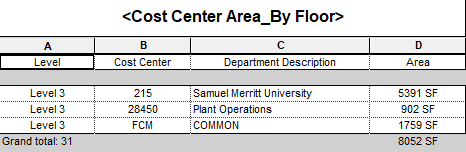 <Cost Center Area_By Floor>
A B C D
Level Cost Center Department Description Area
Level 3 215 Samuel Merritt University 5391 SF
Level 3 28450 Plant Operations 902 SF
Level 3 FCM COMMON 1759 SF
Grand total: 31 8052 SF